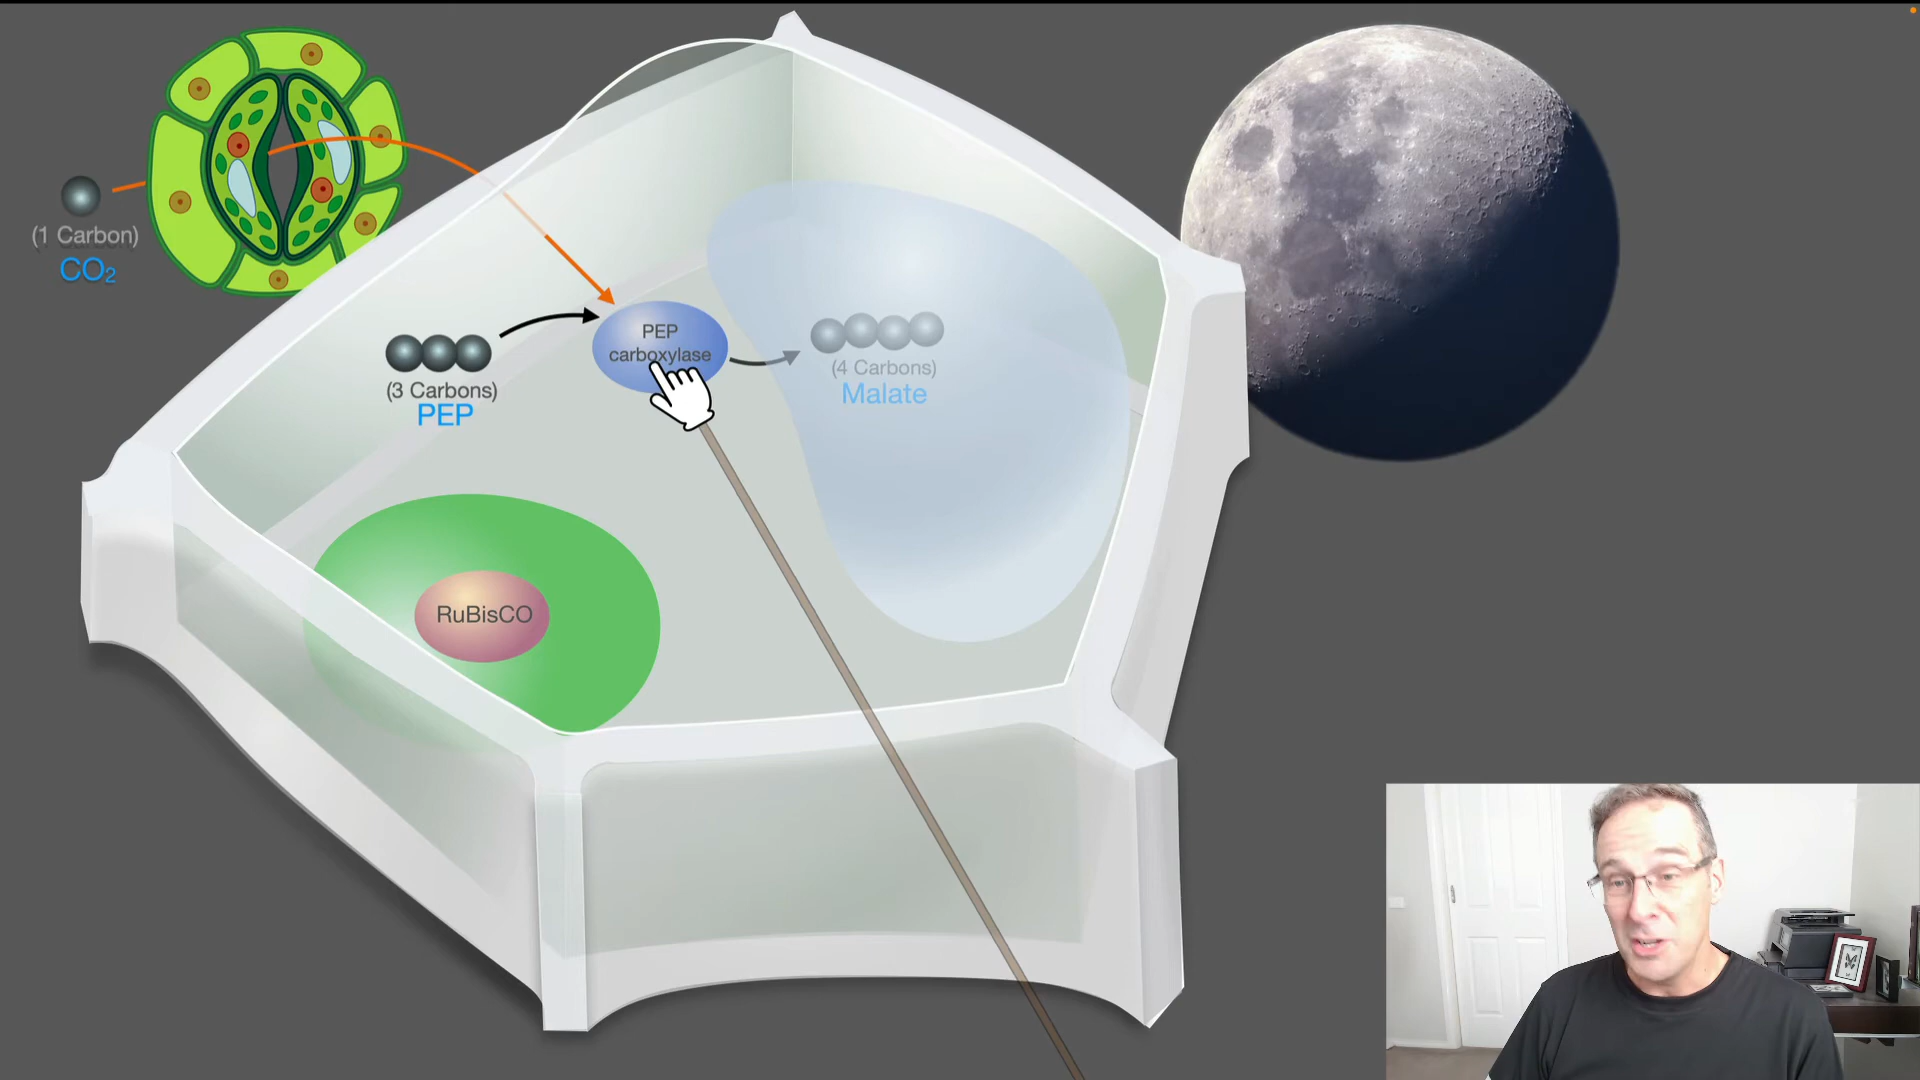 (1 Carbon)
CO₂
(3 Carbons)
PEP
PEP
carboxylase
(4 Carbons)
Malate
RuBisCO